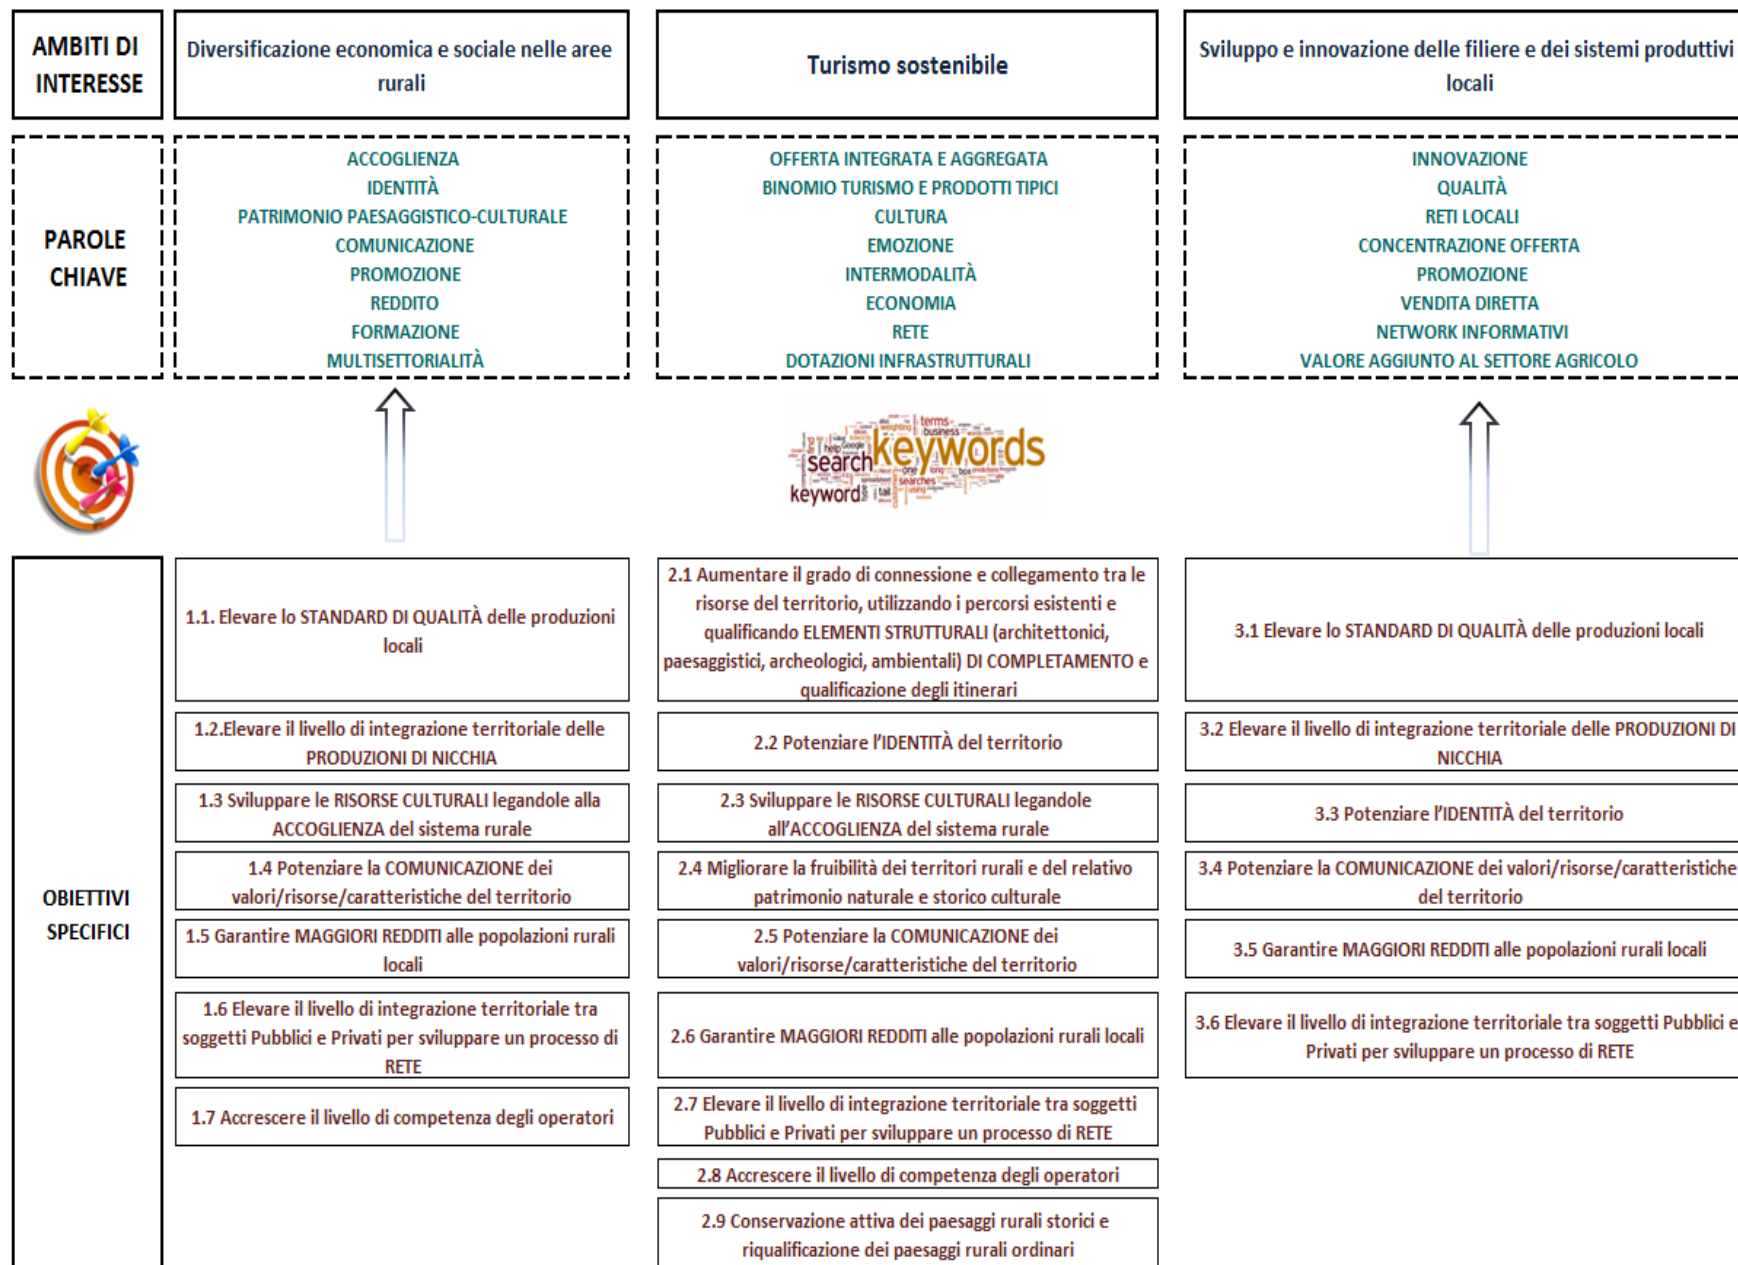 AMBITI DI
INTERESSE
Diversificazione economica e sociale nelle aree
rurali
Turismo sostenibile
Sviluppo e innovazione delle filiere e dei sistemi produttivi
locali
PAROLE
CHIAVE
ACCOGLIENZA
IDENTITÀ
PATRIMONIO PAESAGGISTICO-CULTURALE
COMUNICAZIONE
PROMOZIONE
REDDITO
FORMAZIONE
MULTISETTORIALITÀ
OFFERTA INTEGRATA E AGGREGATA
BINOMIO TURISMO E PRODOTTI TIPICI
CULTURA
EMOZIONE
INTERMODALITÀ
ECONOMIA
RETE
DOTAZIONI INFRASTRUTTURALI
INNOVAZIONE
QUALITÀ
RETI LOCALI
CONCENTRAZIONE OFFERTA
PROMOZIONE
VENDITA DIRETTA
NETWORK INFORMATIVI
VALORE AGGIUNTO AL SETTORE AGRICOLO
terms
business
weighting
help Google
keywords
search
one long box
searches
keyword
tail
using
OBIETTIVI
SPECIFICI
1.1. Elevare lo STANDARD DI QUALITÀ delle produzioni
locali
1.2.Elevare il livello di integrazione territoriale delle
PRODUZIONI DI NICCHIA
1.3 Sviluppare le RISORSE CULTURALI legandole alla
ACCOGLIENZA del sistema rurale
1.4 Potenziare la COMUNICAZIONE dei
valori/risorse/caratteristiche del territorio
1.5 Garantire MAGGIORI REDDITI alle popolazioni rurali
locali
1.6 Elevare il livello di integrazione territoriale tra
soggetti Pubblici e Privati per sviluppare un processo di
RETE
1.7 Accrescere il livello di competenza degli operatori
2.1 Aumentare il grado di connessione e collegamento tra le
risorse del territorio, utilizzando i percorsi esistenti e
qualificando ELEMENTI STRUTTURALI (architettonici,
paesaggistici, archeologici, ambientali) DI COMPLETAMENTO e
qualificazione degli itinerari
2.2 Potenziare l'IDENTITÀ del territorio
2.3 Sviluppare le RISORSE CULTURALI legandole
all'ACCOGLIENZA del sistema rurale
2.4 Migliorare la fruibilità dei territori rurali e del relativo
patrimonio naturale e storico culturale
2.5 Potenziare la COMUNICAZIONE dei
valori/risorse/caratteristiche del territorio
2.6 Garantire MAGGIORI REDDITI alle popolazioni rurali locali
2.7 Elevare il livello di integrazione territoriale tra soggetti
Pubblici e Privati per sviluppare un processo di RETE
2.8 Accrescere il livello di competenza degli operatori
2.9 Conservazione attiva dei paesaggi rurali storici e
riqualificazione dei paesaggi rurali ordinari
3.1 Elevare lo STANDARD DI QUALITÀ delle produzioni locali
3.2 Elevare il livello di integrazione territoriale delle PRODUZIONI DI
NICCHIA
3.3 Potenziare l'IDENTITÀ del territorio
3.4 Potenziare la COMUNICAZIONE dei valori/risorse/caratteristiche
del territorio
3.5 Garantire MAGGIORI REDDITI alle popolazioni rurali locali
3.6 Elevare il livello di integrazione territoriale tra soggetti Pubblici e
Privati per sviluppare un processo di RETE